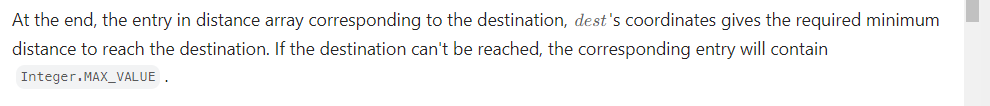 At the end, the entry in distance array corresponding to the destination, dest's coordinates gives the required minimum
distance to reach the destination. If the destination can't be reached, the corresponding entry will contain
Integer.MAX_VALUE .